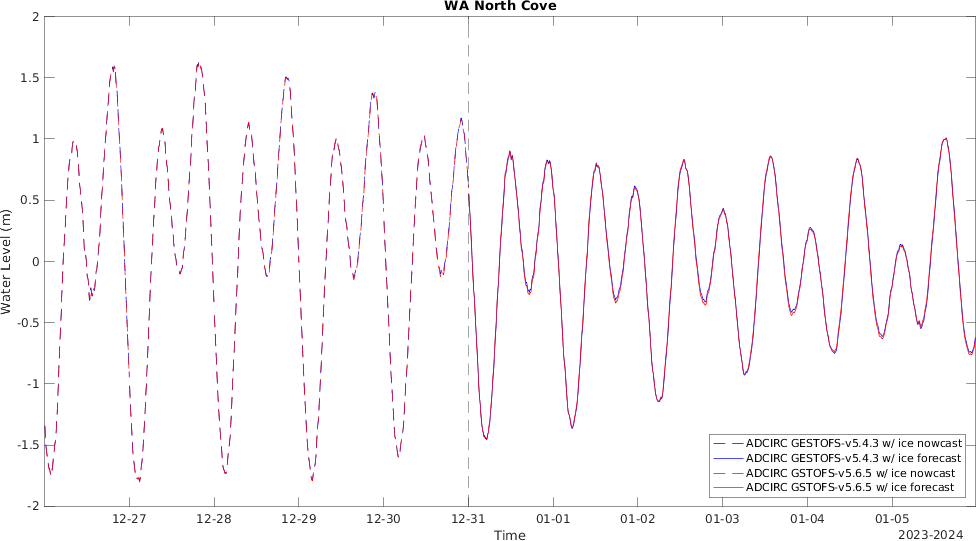 WA North Cove
2
1.5
1
0.5
0
-0.5
-1
-1.5
-2
Water Level (m)
12-27
12-28
12-29
12-30
12-31
01-01
01-02
01-03
01-04
01-05
Time
2023-2024
ADCIRC GESTOFS-v5.4.3 w/ ice nowcast
ADCIRC GESTOFS-v5.4.3 w/ ice forecast
ADCIRC GSTOFS-v5.6.5 w/ ice nowcast
ADCIRC GSTOFS-v5.6.5 w/ ice forecast